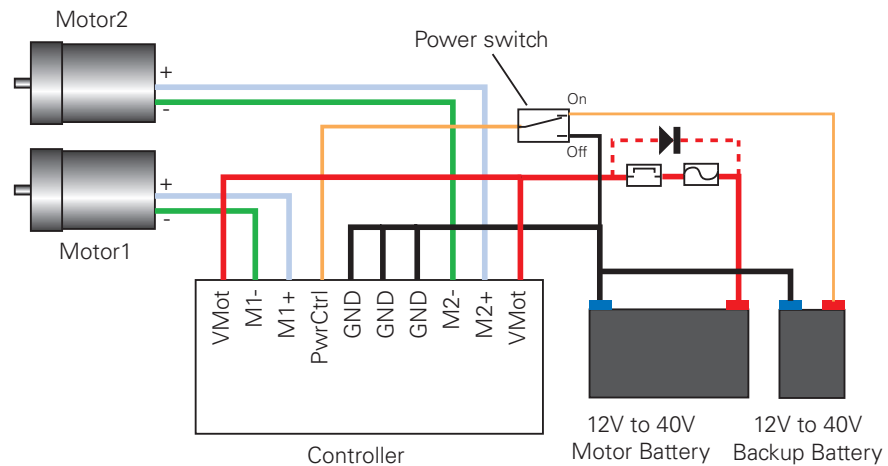 Motor2
+
-
Power switch
On
Off
+
-
Motor1
VMot
M1-
M1+
PwrCtrl
GND
GND
GND
M2-
M2+
VMot
Controller
12V to 40V
Motor Battery
12V to 40V
Backup Battery